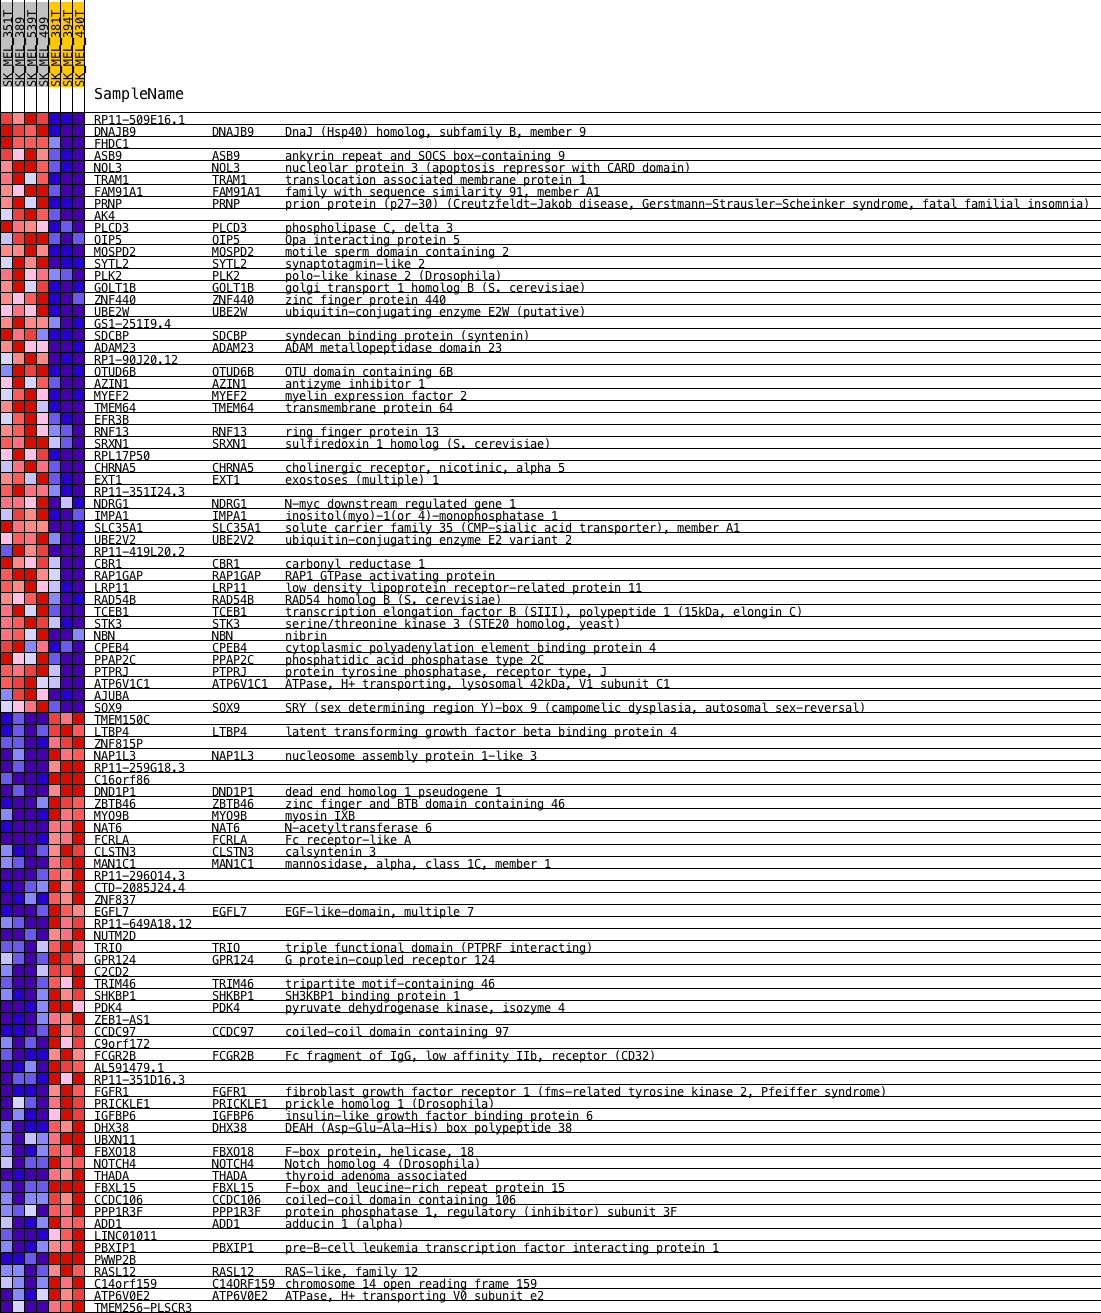 SK_MEL_351T
SK_MEL_389
SK_MEL_539T
SK_MEL_499
SK_MEL_381T
SK_MEL_394T
SK_MEL_430T
SampleName
RP11-509E16.1
DNAJB9 DNAJB9 DnaJ (Hsp40) homolog, subfamily B, member 9
FHDC1
ASB9 ASB9 ankyrin repeat and SOCS box-containing 9
NOL3 NOL3 nucleolar protein 3 (apoptosis repressor with CARD domain)
TRAM1 TRAM1 translocation associated membrane protein 1
FAM91A1 FAM91A1 family with sequence similarity 91, member A1
PRNP PRNP prion protein (p27-30) (Creutzfeldt-Jakob disease, Gerstmann-Strausler-Scheinker syndrome, fatal familial insomnia)
AK4
PLCD3 PLCD3 phospholipase C, delta 3
OIP5 OIP5 Opa interacting protein 5
MOSPD2 MOSPD2 motile sperm domain containing 2
SYTL2 SYTL2 synaptotagmin-like 2
PLK2 PLK2 polo-like kinase 2 (Drosophila)
GOLT1B GOLT1B golgi transport 1 homolog B (S. cerevisiae)
ZNF440 ZNF440 zinc finger protein 440
UBE2W UBE2W ubiquitin-conjugating enzyme E2W (putative)
GS1-251I9.4
SDCBP SDCBP syndecan binding protein (syntenin)
ADAM23 ADAM23 ADAM metallopeptidase domain 23
RP1-90J20.12
OTUD6B OTUD6B OTU domain containing 6B
AZIN1 AZIN1 antizyme inhibitor 1
MYEF2 MYEF2 myelin expression factor 2
TMEM64 TMEM64 transmembrane protein 64
EFR3B
RNF13 RNF13 ring finger protein 13
SRXN1 SRXN1 sulfiredoxin 1 homolog (S. cerevisiae)
RPL17P50
CHRNA5 CHRNA5 cholinergic receptor, nicotinic, alpha 5
EXT1 EXT1 exostoses (multiple) 1
RP11-351I24.3
NDRG1 NDRG1 N-myc downstream regulated gene 1
IMPA1 IMPA1 inositol(myo)-1(or 4)-monophosphatase 1
SLC35A1 SLC35A1 solute carrier family 35 (CMP-sialic acid transporter), member A1
UBE2V2 UBE2V2 ubiquitin-conjugating enzyme E2 variant 2
RP11-419L20.2
CBR1 CBR1 carbonyl reductase 1
RAP1GAP RAP1GAP RAP1 GTPase activating protein
LRP11 LRP11 low density lipoprotein receptor-related protein 11
RAD54B RAD54B RAD54 homolog B (S. cerevisiae)
TCEB1 TCEB1 transcription elongation factor B (SIII), polypeptide 1 (15kDa, elongin C)
STK3 STK3 serine/threonine kinase 3 (STE20 homolog, yeast)
NBN NBN nibrin
CPEB4 CPEB4 cytoplasmic polyadenylation element binding protein 4
PPAP2C PPAP2C phosphatidic acid phosphatase type 2C
PTPRJ PTPRJ protein tyrosine phosphatase, receptor type, J
ATP6V1C1 ATP6V1C1 ATPase, H+ transporting, lysosomal 42kDa, V1 subunit C1
AJUBA
SOX9 SOX9 SRY (sex determining region Y)-box 9 (campomelic dysplasia, autosomal sex-reversal)
TMEM150C
LTBP4 LTBP4 latent transforming growth factor beta binding protein 4
ZNF815P
NAP1L3 NAP1L3 nucleosome assembly protein 1-like 3
RP11-259G18.3
C16orf86
DND1P1 DND1P1 dead end homolog 1 pseudogene 1
ZBTB46 ZBTB46 zinc finger and BTB domain containing 46
MYO9B MYO9B myosin IXB
NAT6 NAT6 N-acetyltransferase 6
FCRLA FCRLA Fc receptor-like A
CLSTN3 CLSTN3 calsyntenin 3
MAN1C1 MAN1C1 mannosidase, alpha, class 1C, member 1
RP11-296O14.3
CTD-2085J24.4
ZNF837
EGFL7 EGFL7 EGF-like-domain, multiple 7
RP11-649A18.12
NUTM2D
TRIO TRIO triple functional domain (PTPRF interacting)
GPR124 GPR124 G protein-coupled receptor 124
C2CD2
TRIM46 TRIM46 tripartite motif-containing 46
SHKBP1 SHKBP1 SH3KBP1 binding protein 1
PDK4 PDK4 pyruvate dehydrogenase kinase, isozyme 4
ZEB1-AS1
CCDC97 CCDC97 coiled-coil domain containing 97
C9orf172
FCGR2B FCGR2B Fc fragment of IgG, low affinity IIb, receptor (CD32)
AL591479.1
RP11-351D16.3
FGFR1 FGFR1 fibroblast growth factor receptor 1 (fms-related tyrosine kinase 2, Pfeiffer syndrome)
PRICKLE1 PRICKLE1 prickle homolog 1 (Drosophila)
IGFBP6 IGFBP6 insulin-like growth factor binding protein 6
DHX38 DHX38 DEAH (Asp-Glu-Ala-His) box polypeptide 38
UBXN11
FBXO18 FBXO18 F-box protein, helicase, 18
NOTCH4 NOTCH4 Notch homolog 4 (Drosophila)
THADA THADA thyroid adenoma associated
FBXL15 FBXL15 F-box and leucine-rich repeat protein 15
CCDC106 CCDC106 coiled-coil domain containing 106
PPP1R3F PPP1R3F protein phosphatase 1, regulatory (inhibitor) subunit 3F
ADD1 ADD1 adducin 1 (alpha)
LINC01011
PBXIP1 PBXIP1 pre-B-cell leukemia transcription factor interacting protein 1
PWWP2B
RASL12 RASL12 RAS-like, family 12
C14orf159 C14ORF159 chromosome 14 open reading frame 159
ATP6V0E2 ATP6V0E2 ATPase, H+ transporting V0 subunit e2
TMEM256-PLSCR3